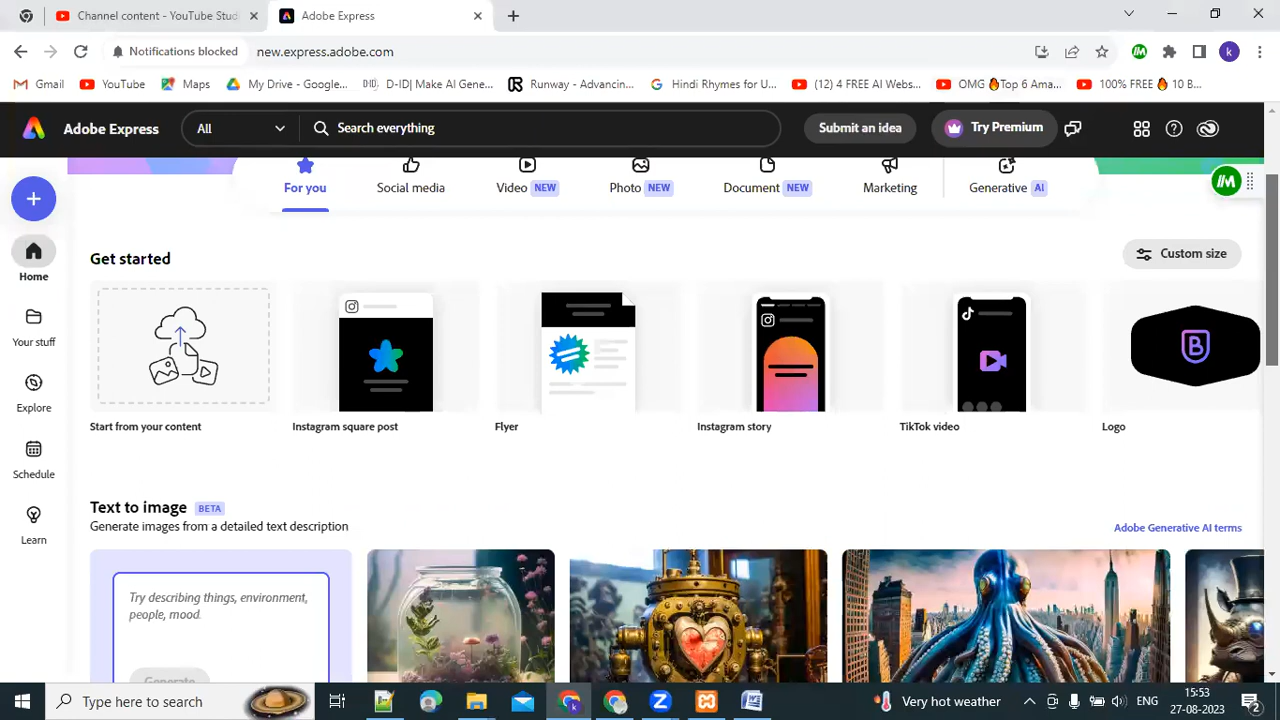 Channel content - YouTube Stud
Adobe Express
Notifications blocked
new.express.adobe.com
k
Gmail
YouTube
Maps
My Drive - Google...
D-ID| Make AI Gene...
Runway - Advancin...
Hindi Rhymes for U...
(12) 4 FREE AI Webs...
OMG 🔥Top 6 Ama...
100% FREE 🔥 10 B...
Adobe Express
All
Search everything
Submit an idea
Try Premium
For you
Social media
Video NEW
Photo NEW
Document NEW
Marketing
Generative AI
Home
Your stuff
Explore
Schedule
Learn
Get started
Custom size
B
Start from your content
Instagram square post
Flyer
Instagram story
TikTok video
Logo
Text to image BETA
Generate images from a detailed text description
Adobe Generative AI terms
Try describing things, environment,
people, mood.
Generate
Type here to search
Very hot weather
ENG
15:53
27-08-2023
2